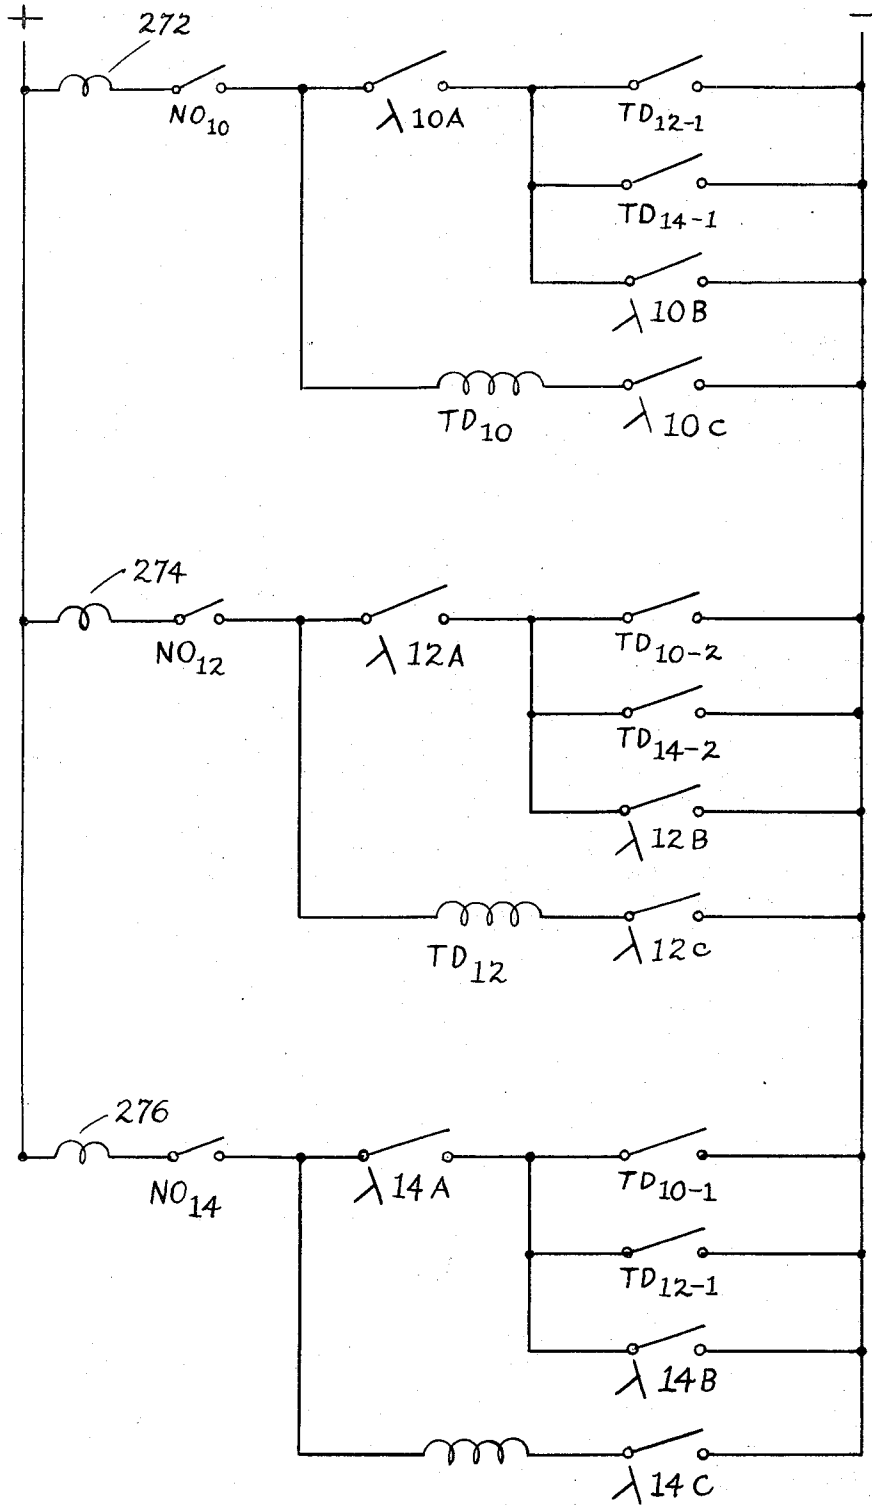 +
−
272
NO10
λ 10A
TD12-1
TD14-1
λ 10B
TD10
λ 10C
274
NO12
λ 12A
TD10-2
TD14-2
λ 12B
TD12
λ 12C
276
NO14
λ 14A
TD10-1
TD12-1
λ 14B
λ 14C